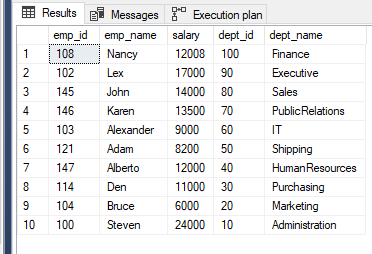 Results Messages Execution plan
emp_id emp_name salary dept_id dept_name
1 108 Nancy 12008 100 Finance
2 102 Lex 17000 90 Executive
3 145 John 14000 80 Sales
4 146 Karen 13500 70 PublicRelations
5 103 Alexander 9000 60 IT
6 121 Adam 8200 50 Shipping
7 147 Alberto 12000 40 HumanResources
8 114 Den 11000 30 Purchasing
9 104 Bruce 6000 20 Marketing
10 100 Steven 24000 10 Administration